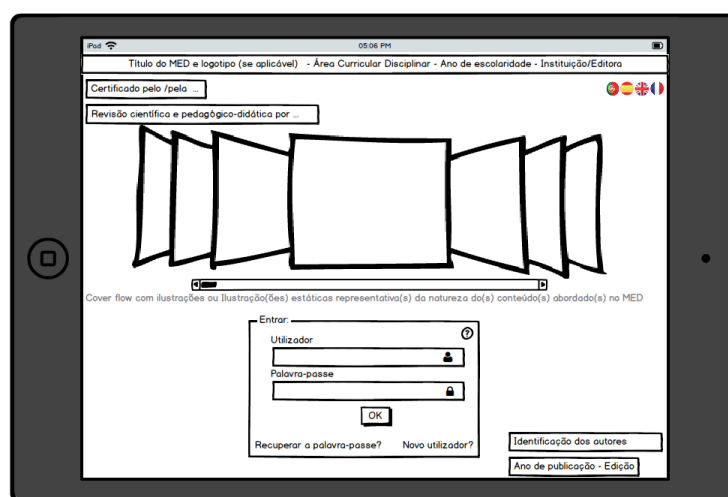 iPod 05:06 PM
Título do MED e logotipo (se aplicável) - Área Curricular Disciplinar - Ano de escolaridade - Instituição/Editora
Certificado pelo /pela ...
Revisão científica e pedagógico-didática por ...
Cover flow com ilustrações ou Ilustração(ões) estáticas representativa(s) da natureza do(s) conteúdo(s) abordado(s) no MED
Entrar:
?
Utilizador
Palavra-passe
OK
Recuperar a palavra-passe? Novo utilizador?
Identificação dos autores
Ano de publicação - Edição